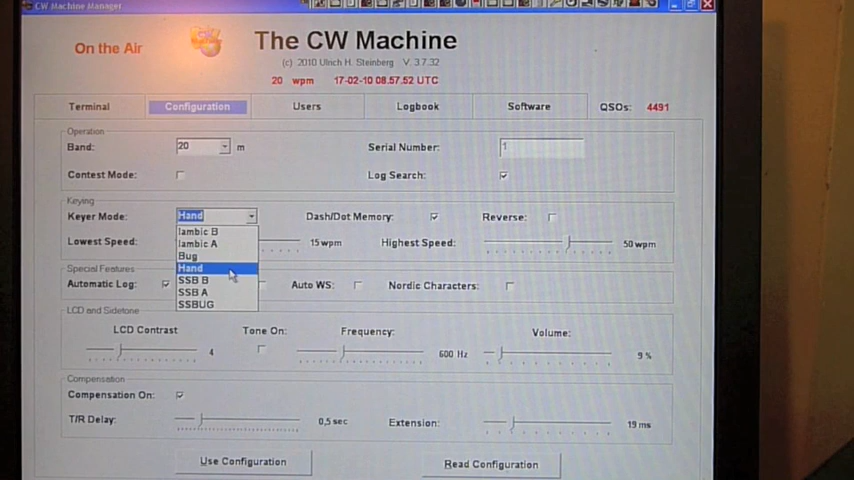 CW Machine Manager
On the Air
The CW Machine
(c) 2010 Ulrich H. Steinberg V. 3.7.32
20 wpm 17-02-10 08.57.52 UTC
Terminal Configuration Users Logbook Software QSOs: 4491
Operation
Band: 20 m Serial Number: 1
Contest Mode: Log Search:
Keying
Keyer Mode: Hand Dash/Dot Memory: Reverse:
Iambic B
Lowest Speed: 15 wpm Highest Speed: 50 wpm
Iambic A
Bug
Special Features
Hand
Automatic Log: Auto WS: Nordic Characters:
SSB B
SSB A
SSBUG
LCD and Sidetone
LCD Contrast Tone On: Frequency: Volume:
4 600 Hz 9 %
Compensation
Compensation On:
T/R Delay: 0,5 sec Extension: 19 ms
Use Configuration Read Configuration